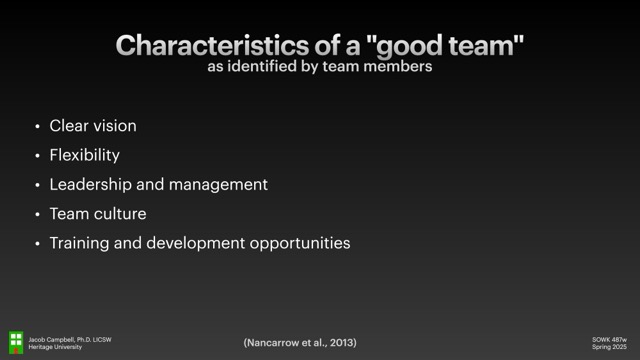 Characteristics of a "good team"
as identified by team members
• Clear vision
• Flexibility
• Leadership and management
• Team culture
• Training and development opportunities
Jacob Campbell, Ph.D. LICSW
Heritage University
(Nancarrow et al., 2013)
SOWK 487w
Spring 2025